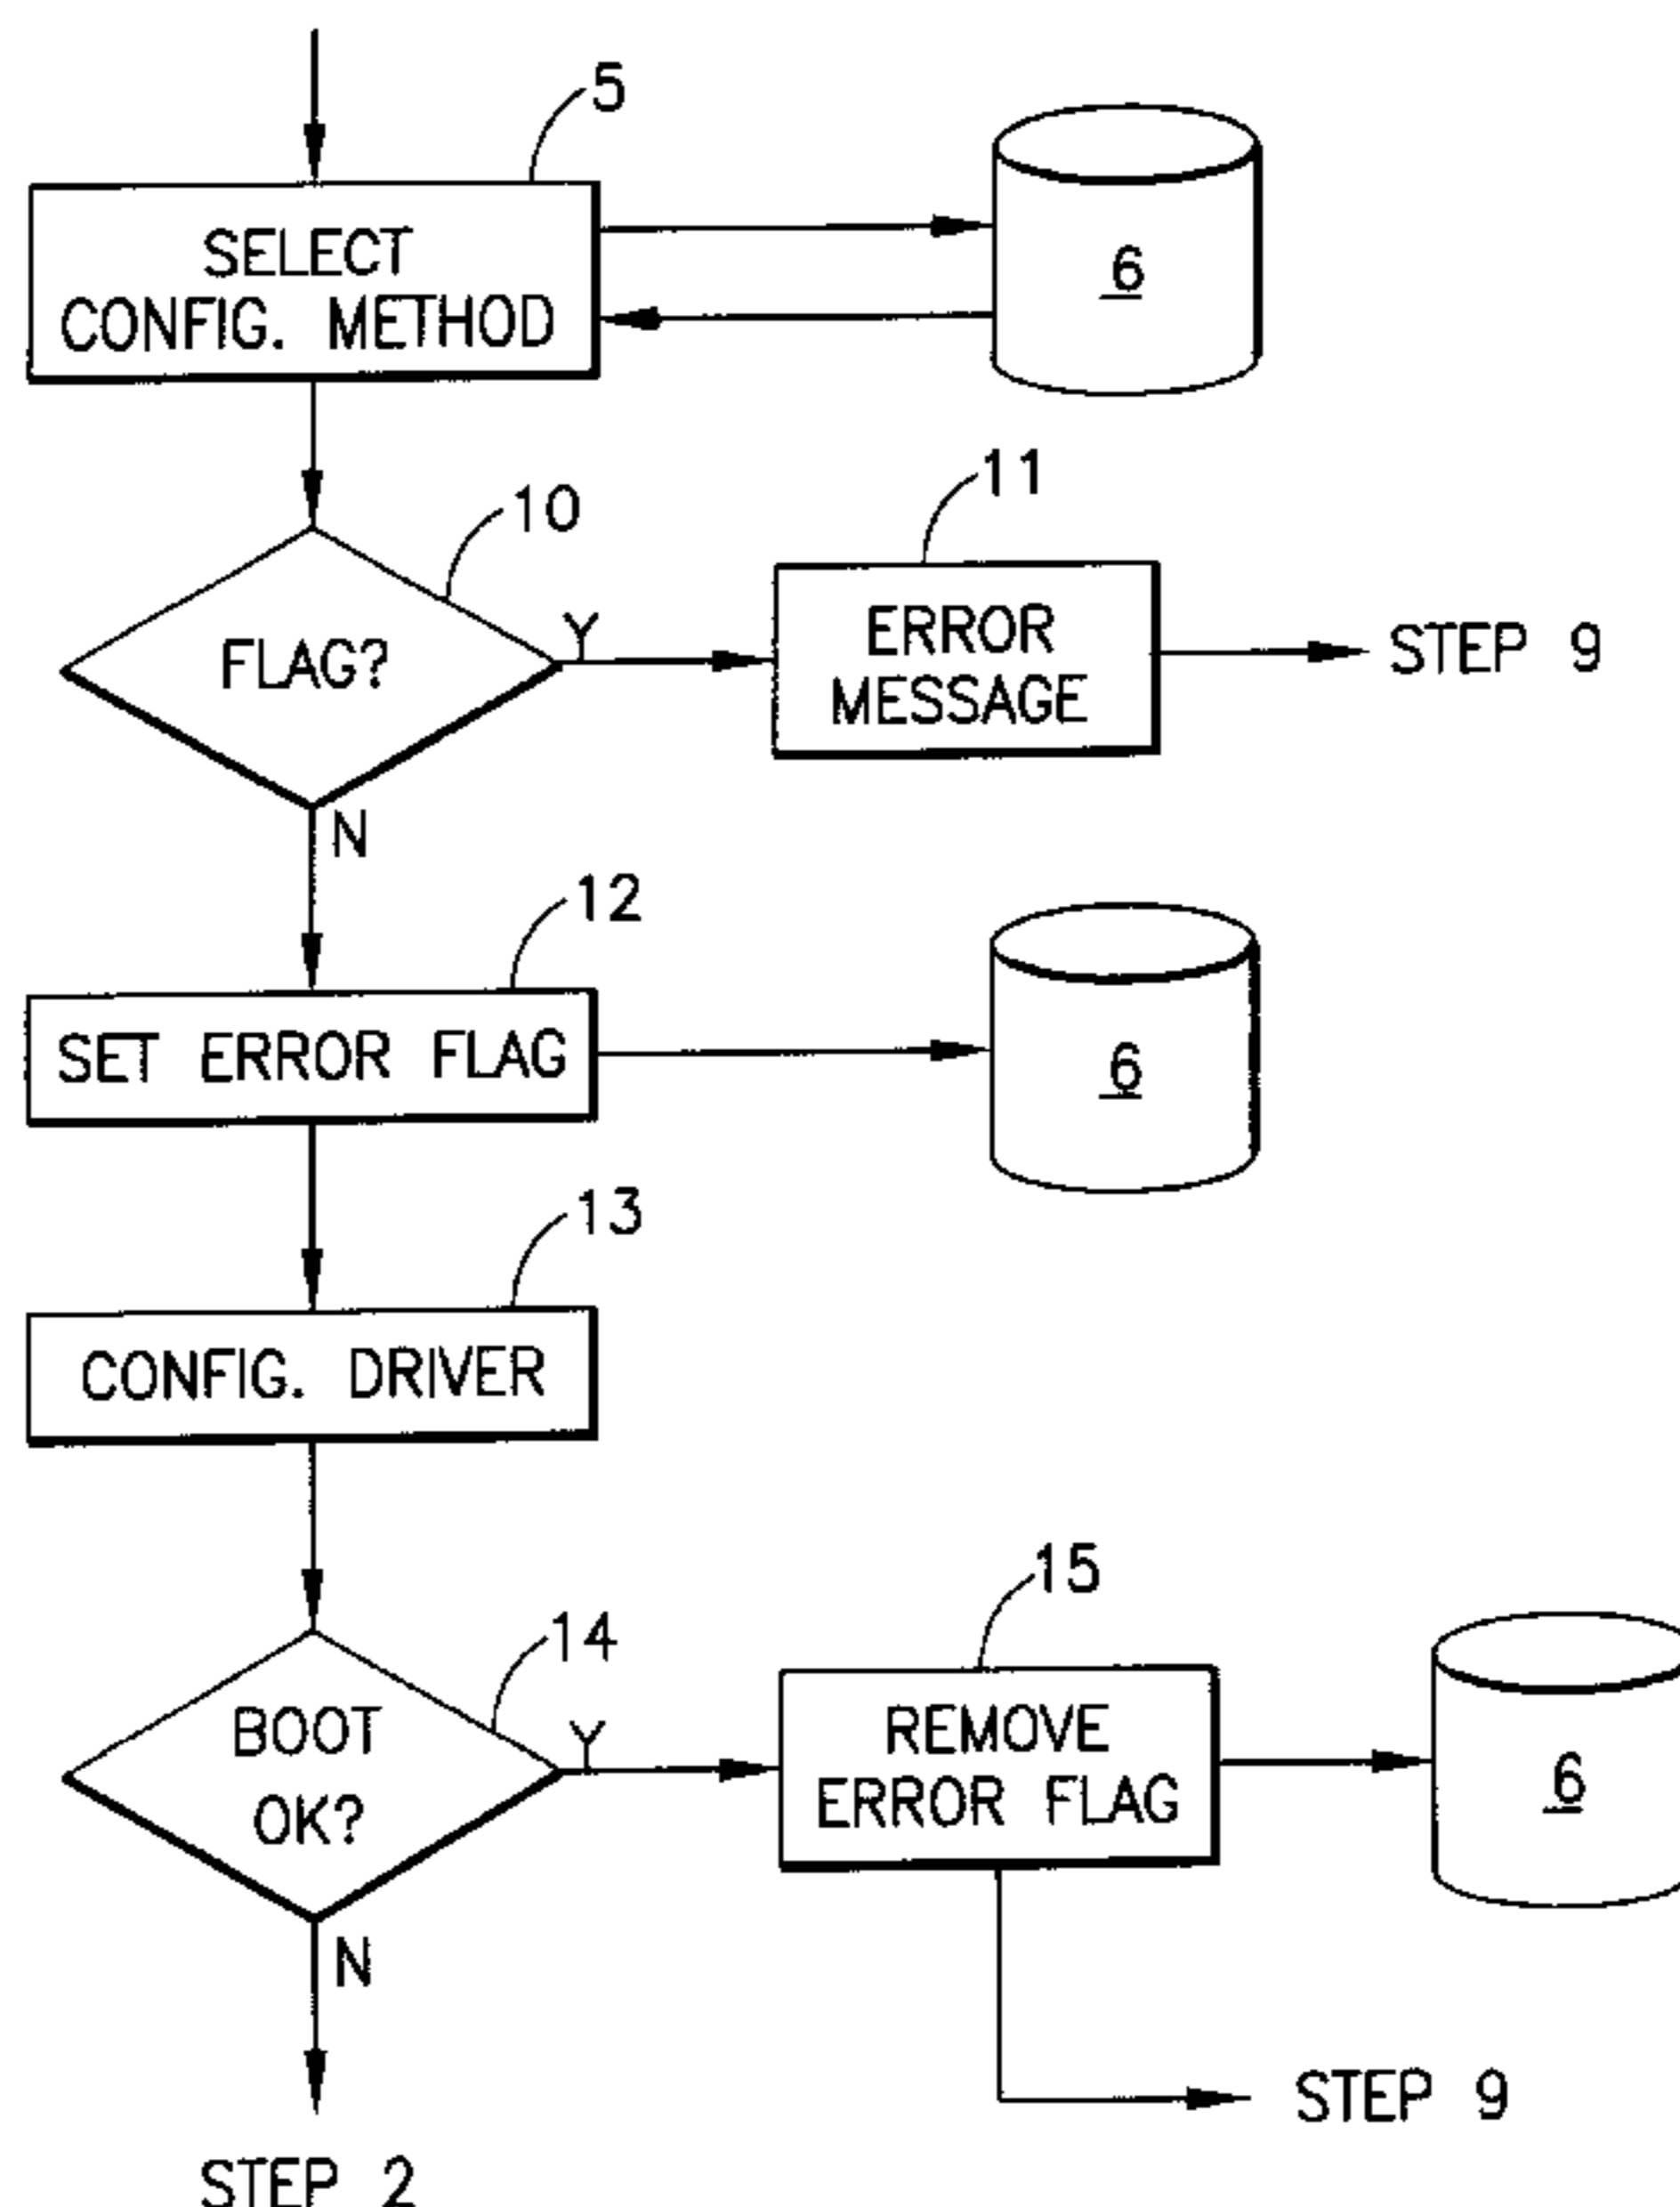 5
SELECT
CONFIG. METHOD
6
10
11
FLAG?
Y
ERROR
MESSAGE
STEP 9
N
12
SET ERROR FLAG
6
13
CONFIG. DRIVER
14
15
BOOT
OK?
Y
REMOVE
ERROR FLAG
6
N
STEP 9
STEP 2